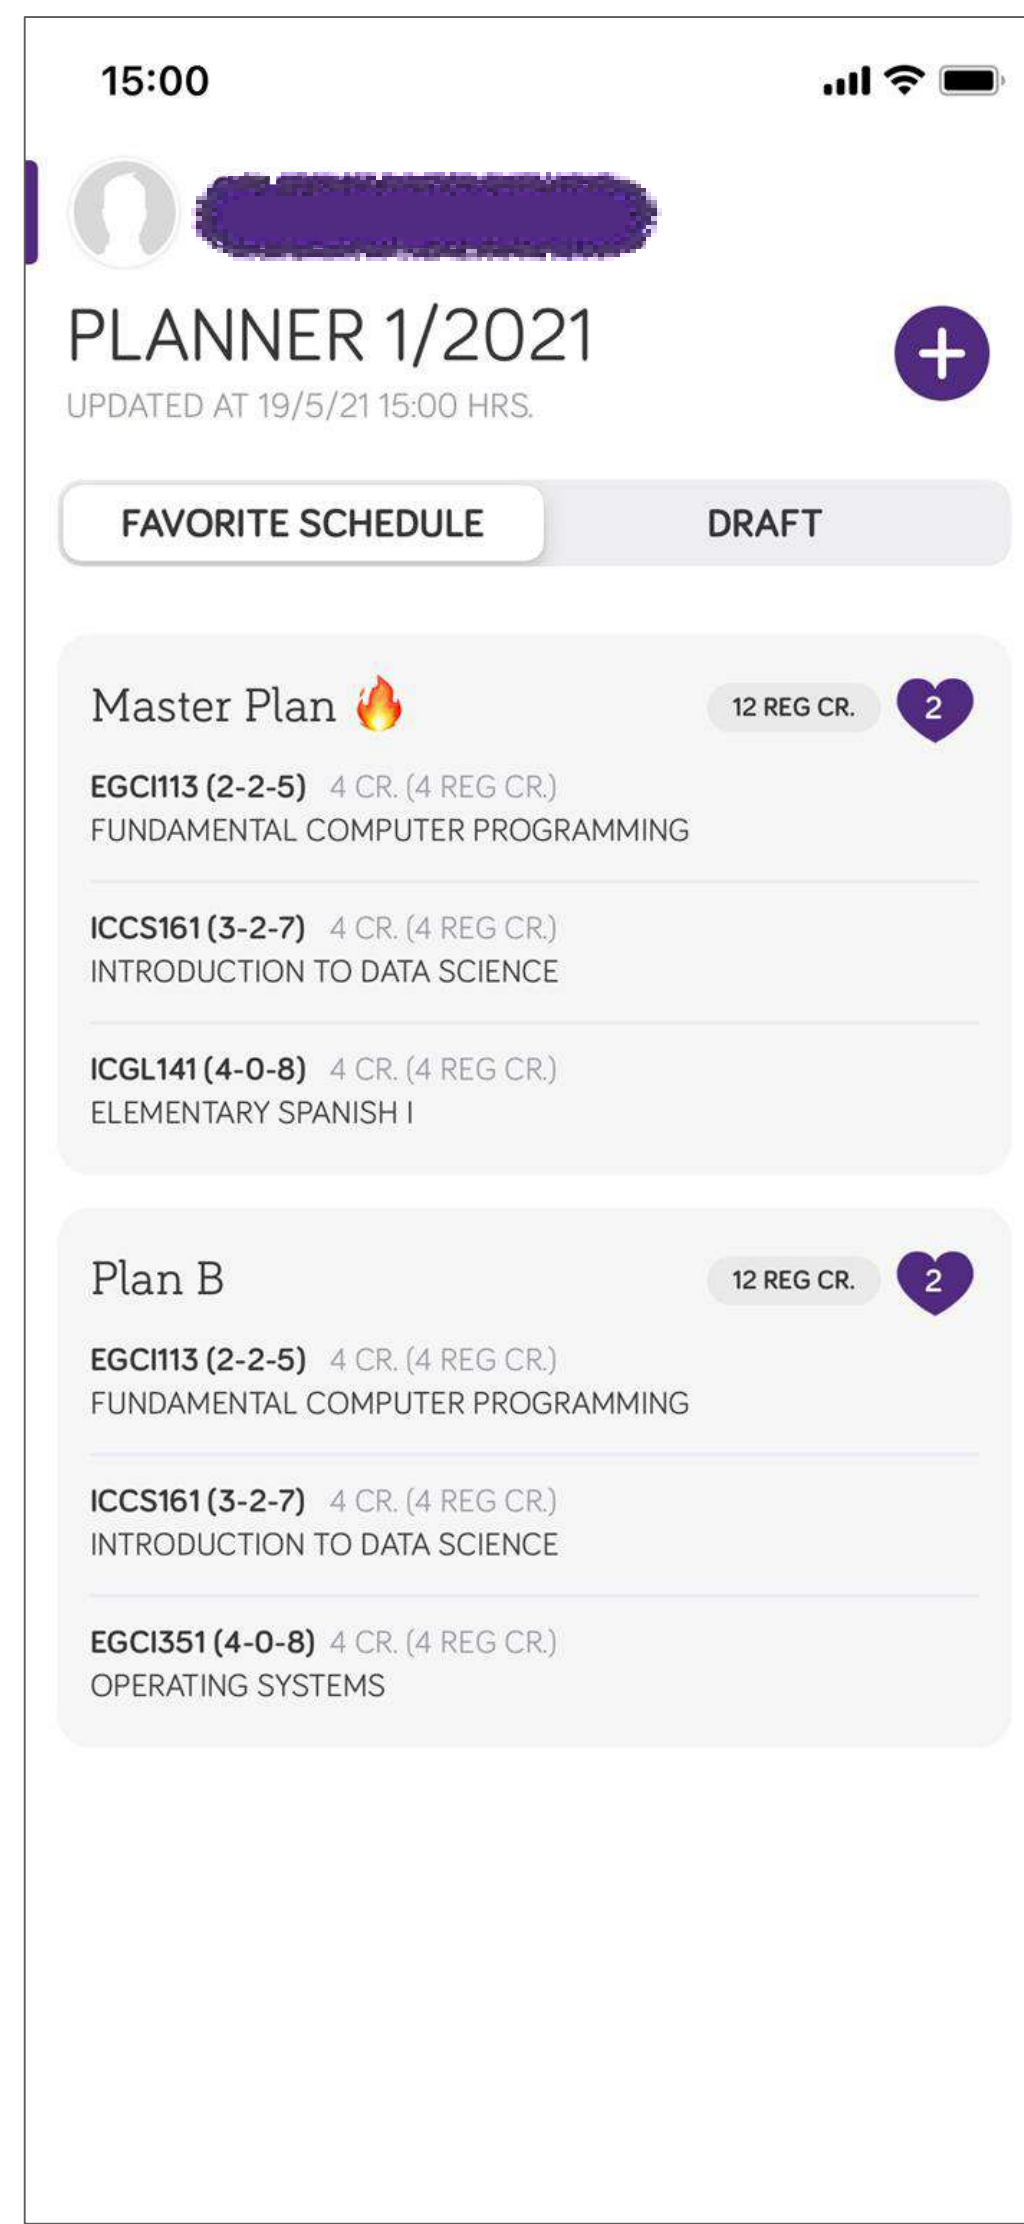 15:00
PLANNER 1/2021
UPDATED AT 19/5/21 15:00 HRS.
FAVORITE SCHEDULE DRAFT
Master Plan 🔥 12 REG CR. 2
EGCI113 (2-2-5) 4 CR. (4 REG CR.)
FUNDAMENTAL COMPUTER PROGRAMMING
ICCS161 (3-2-7) 4 CR. (4 REG CR.)
INTRODUCTION TO DATA SCIENCE
ICGL141 (4-0-8) 4 CR. (4 REG CR.)
ELEMENTARY SPANISH I
Plan B 12 REG CR. 2
EGCI113 (2-2-5) 4 CR. (4 REG CR.)
FUNDAMENTAL COMPUTER PROGRAMMING
ICCS161 (3-2-7) 4 CR. (4 REG CR.)
INTRODUCTION TO DATA SCIENCE
EGCI351 (4-0-8) 4 CR. (4 REG CR.)
OPERATING SYSTEMS